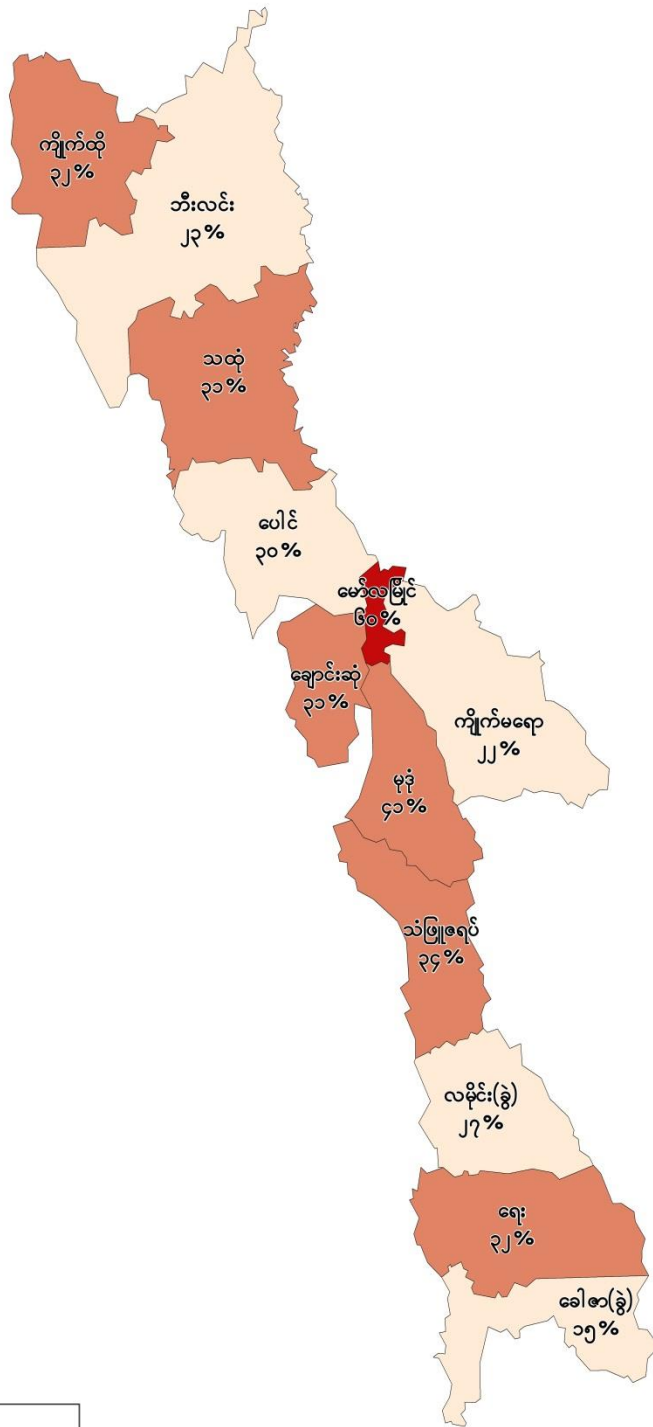 ကျိုက်ထို
၃၂%
ဘီးလင်း
၂၃%
သထုံ
၃၁%
ပေါင်
၃၀%
မော်လမြိုင်
၆၀%
ချောင်းဆုံ
၃၁%
ကျိုက်မရော
၂၂%
မုဒုံ
၄၁%
သံဖြူဇရပ်
၃၄%
လမိုင်း(ခွဲ)
၂၇%
ရေး
၃၂%
ခေါဇာ(ခွဲ)
၁၅%